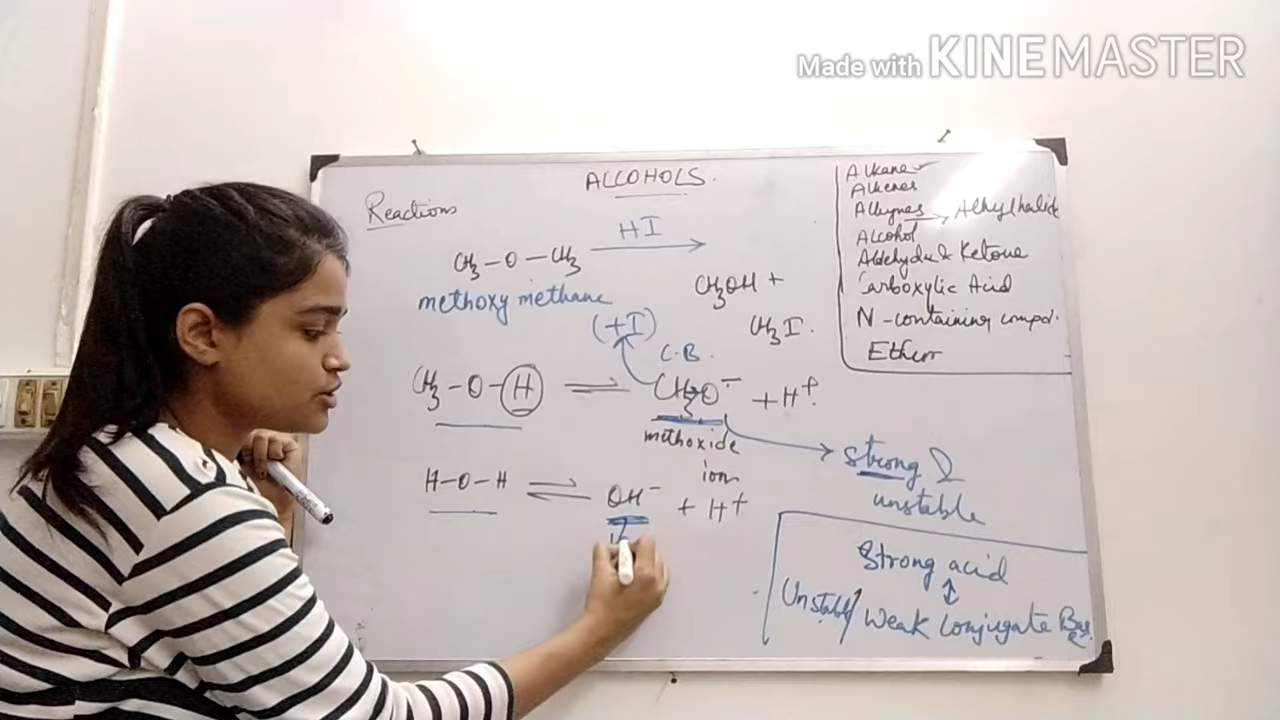 Made with KINEMASTER
ALCOHOLS.
Reactions
CH3-O-CH3 HI
methoxy methane
CH3OH +
CH3I.
(+I)
C.B.
CH3-O-H ⇌ CH3O- + H+.
methoxide
ion
strong &
unstable
H-O-H ⇌ OH- + H+
Strong acid
↕
Unstable/ Weak conjugate Base
Alkane
Alkenes
Alkynes → Alkylhalide
Alcohol
Aldehyde & Ketone
Carboxylic Acid
N-containing compd.
Ether